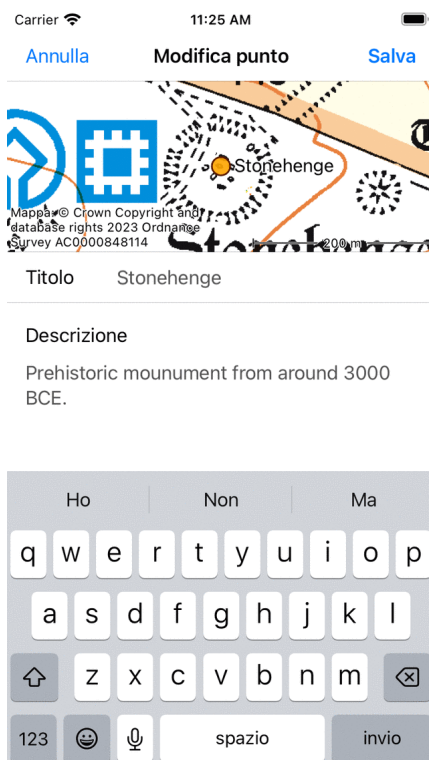 Carrier
11:25 AM
Annulla
Modifica punto
Salva
Stonehenge
Mappa: © Crown Copyright and
database rights 2023 Ordnance
Survey AC0000848114
200 m
Titolo
Stonehenge
Descrizione
Prehistoric mounument from around 3000
BCE.
Ho
Non
Ma
q w e r t y u i o p
a s d f g h j k l
z x c v b n m
123
spazio
invio